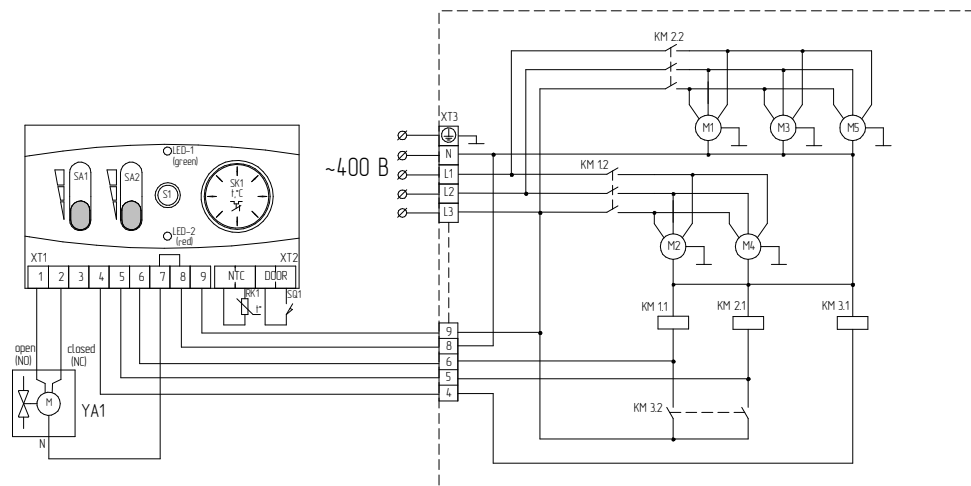 KM 2.2
XT3
M1
M3
M5
N
~400 В
L1
L2
L3
KM 1.2
M2
M4
LED-1
(green)
SA1
SA2
S1
SK1
t,°C
LED-2
(red)
XT1
XT2
1 2 3 4 5 6 7 8 9 NTC DOOR
RK1
t°
SQ1
KM 1.1
KM 2.1
KM 3.1
9
8
6
5
4
open
(NO)
closed
(NC)
M
YA1
N
KM 3.2